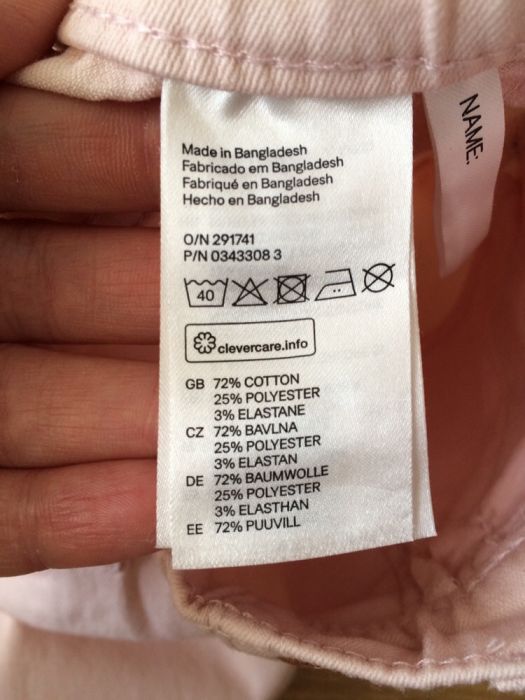 Made in Bangladesh
Fabricado em Bangladesh
Fabriqué en Bangladesh
Hecho en Bangladesh
O/N 291741
P/N 0343308 3
40
clevercare.info
GB 72% COTTON
25% POLYESTER
3% ELASTANE
CZ 72% BAVLNA
25% POLYESTER
3% ELASTAN
DE 72% BAUMWOLLE
25% POLYESTER
3% ELASTHAN
EE 72% PUUVILL
NAME: